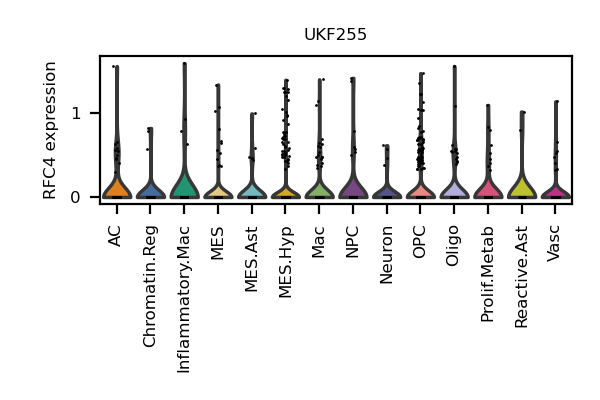 UKF255
RFC4 expression
1
0
AC
Chromatin.Reg
Inflammatory.Mac
MES
MES.Ast
MES.Hyp
Mac
NPC
Neuron
OPC
Oligo
Prolif.Metab
Reactive.Ast
Vasc